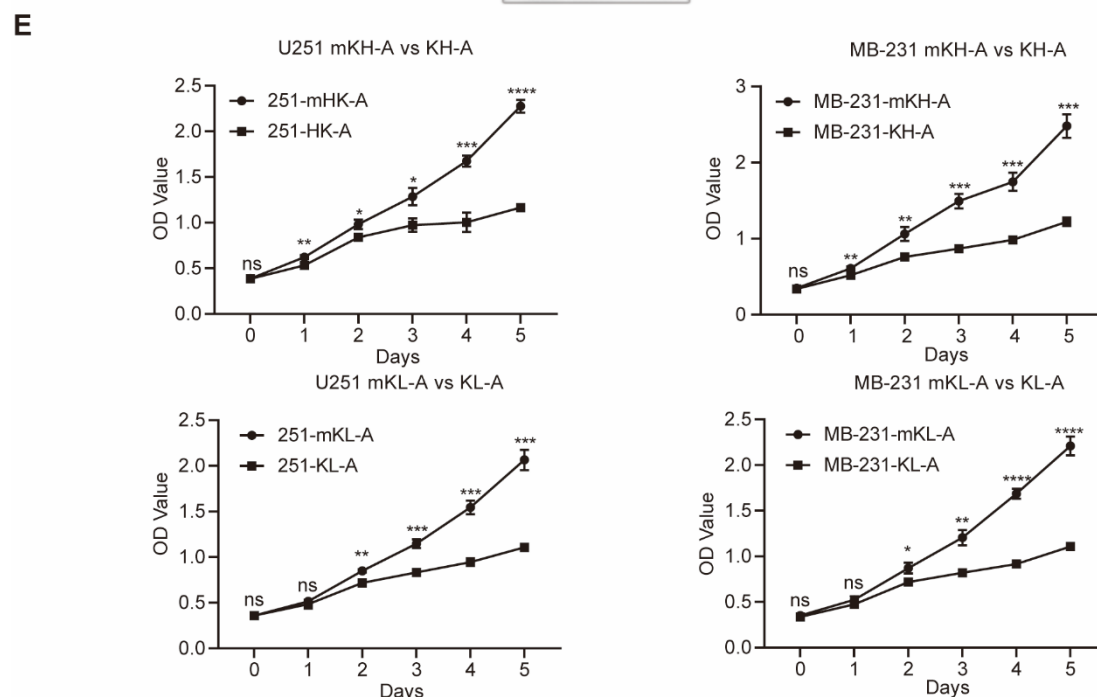 E
U251 mKH-A vs KH-A
OD Value
2.5
2.0
1.5
1.0
0.5
0.0
251-mHK-A
251-HK-A
ns
**
*
*
***
****
0 1 2 3 4 5
Days
MB-231 mKH-A vs KH-A
OD Value
3
2
1
0
MB-231-mKH-A
MB-231-KH-A
ns
**
**
***
***
***
0 1 2 3 4 5
Days
U251 mKL-A vs KL-A
OD Value
2.5
2.0
1.5
1.0
0.5
0.0
251-mKL-A
251-KL-A
ns
ns
**
***
***
***
0 1 2 3 4 5
Days
MB-231 mKL-A vs KL-A
OD Value
2.5
2.0
1.5
1.0
0.5
0.0
MB-231-mKL-A
MB-231-KL-A
ns
ns
*
**
****
****
0 1 2 3 4 5
Days